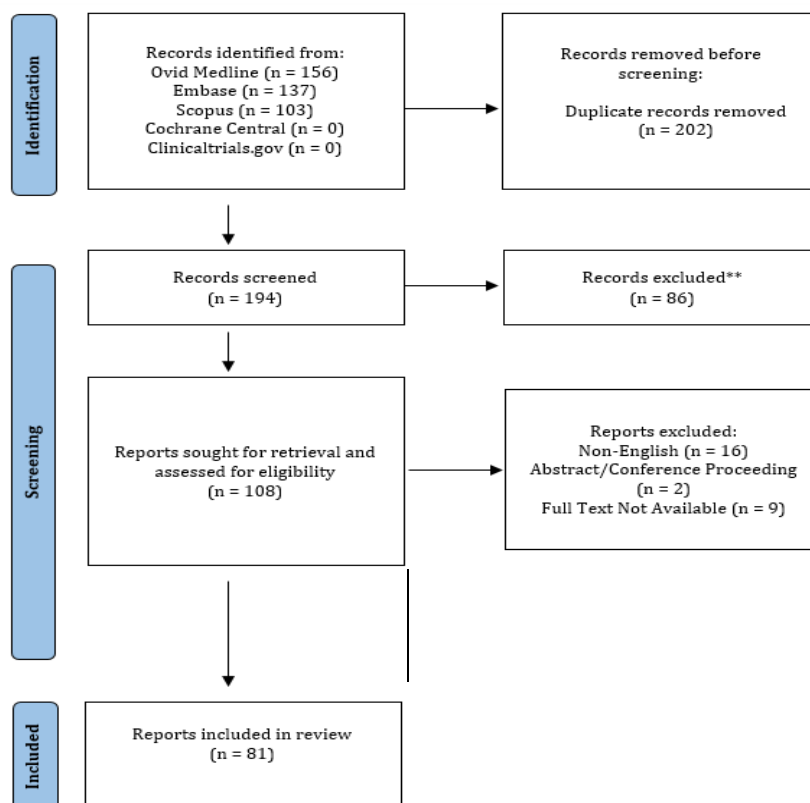 Identification
Records identified from:
Ovid Medline (n = 156)
Embase (n = 137)
Scopus (n = 103)
Cochrane Central (n = 0)
Clinicaltrials.gov (n = 0)
Records removed before
screening:
Duplicate records removed
(n = 202)
Screening
Records screened
(n = 194)
Records excluded**
(n = 86)
Reports sought for retrieval and
assessed for eligibility
(n = 108)
Reports excluded:
Non-English (n = 16)
Abstract/Conference Proceeding
(n = 2)
Full Text Not Available (n = 9)
Included
Reports included in review
(n = 81)